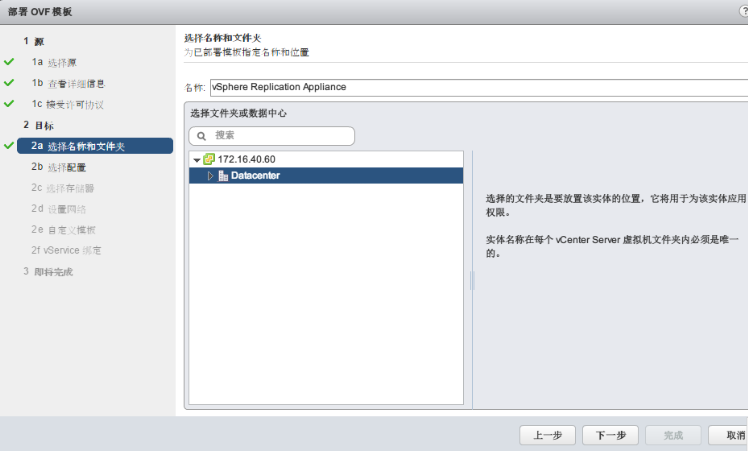 部署 OVF 模板
?
1 源
1a 选择源
1b 查看详细信息
1c 接受许可协议
2 目标
2a 选择名称和文件夹
2b 选择配置
2c 选择存储器
2d 设置网络
2e 自定义模板
2f vService 绑定
3 即将完成
选择名称和文件夹
为已部署模板指定名称和位置
名称: vSphere Replication Appliance
选择文件夹或数据中心
搜索
172.16.40.60
Datacenter
选择的文件夹是要放置该实体的位置，它将用于为该实体应用
权限。
实体名称在每个 vCenter Server 虚拟机文件夹内必须是唯一
的。
上一步
下一步
完成
取消